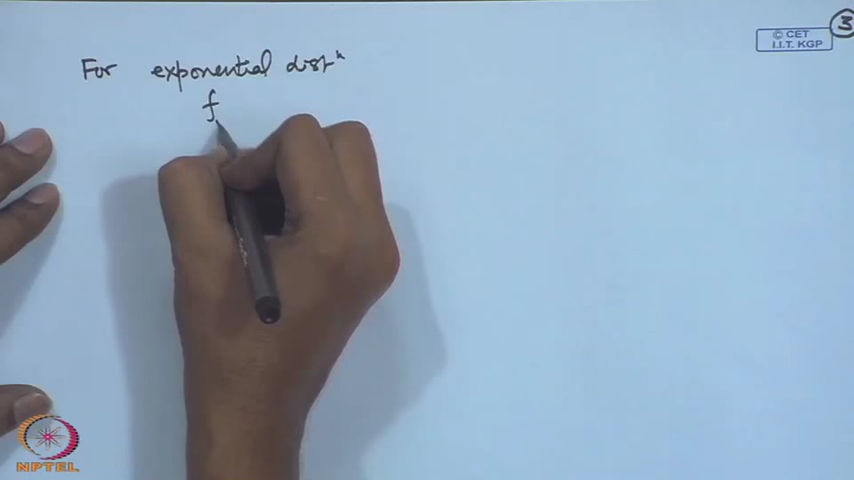 For exponential distⁿ
f
© CET
I.I.T. KGP
3
NPTEL